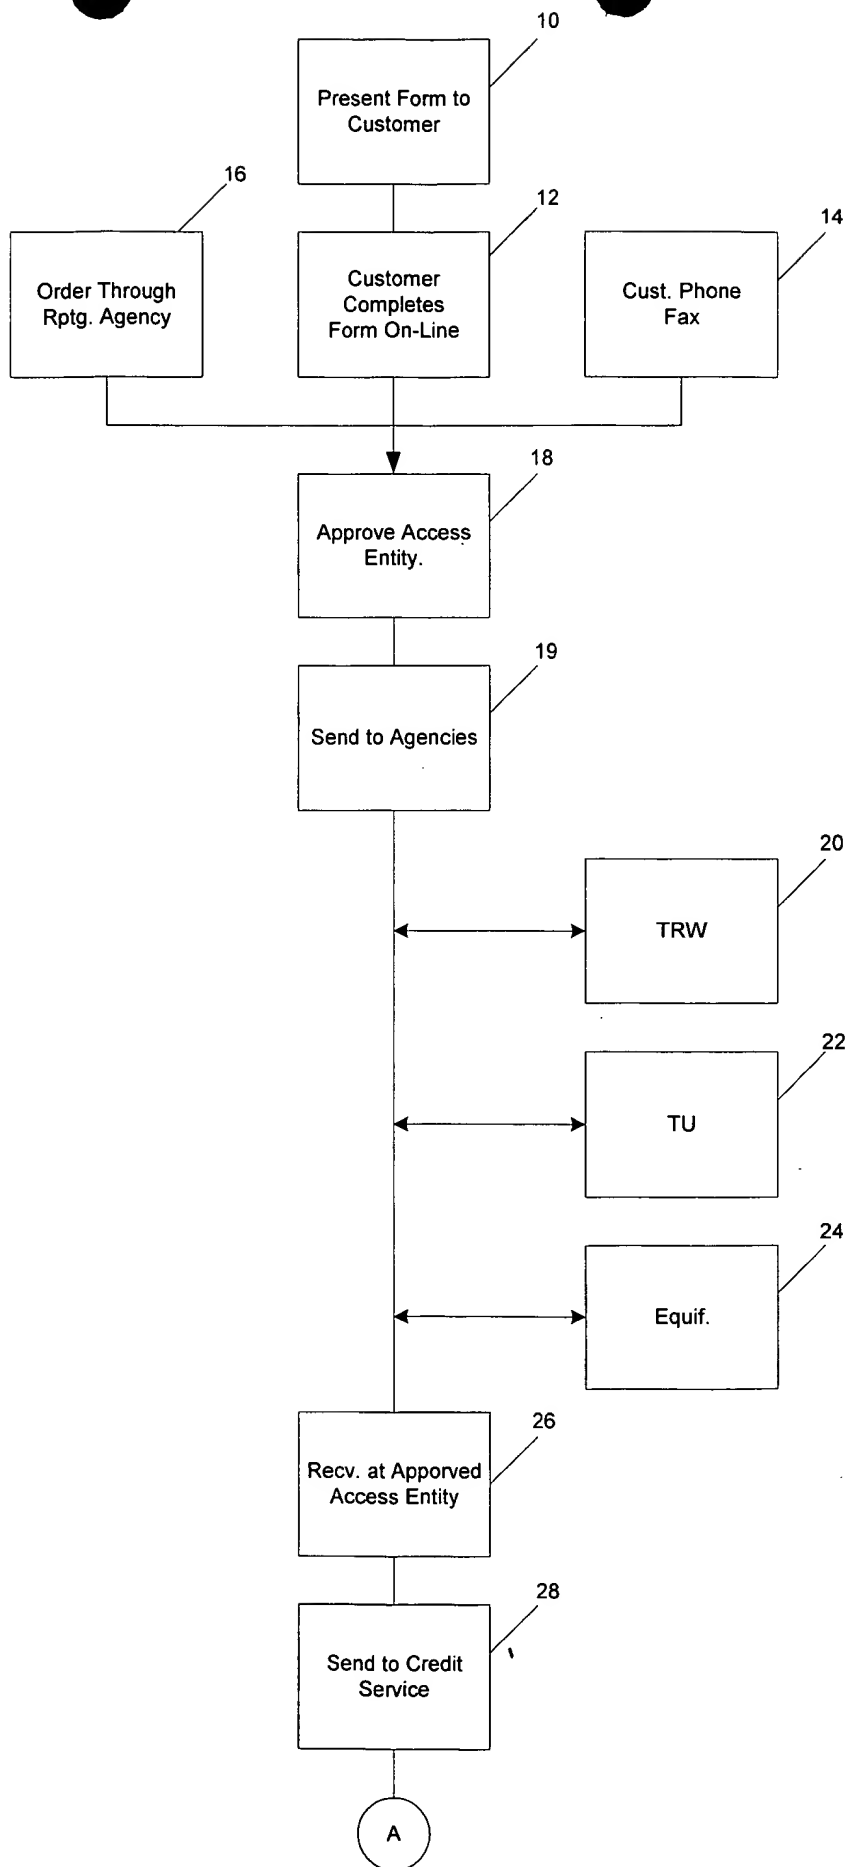 10
Present Form to
Customer
16
12
14
Order Through
Rptg. Agency
Customer
Completes
Form On-Line
Cust. Phone
Fax
18
Approve Access
Entity.
19
Send to Agencies
20
TRW
22
TU
24
Equif.
26
Recv. at Apporved
Access Entity
28
Send to Credit
Service
A